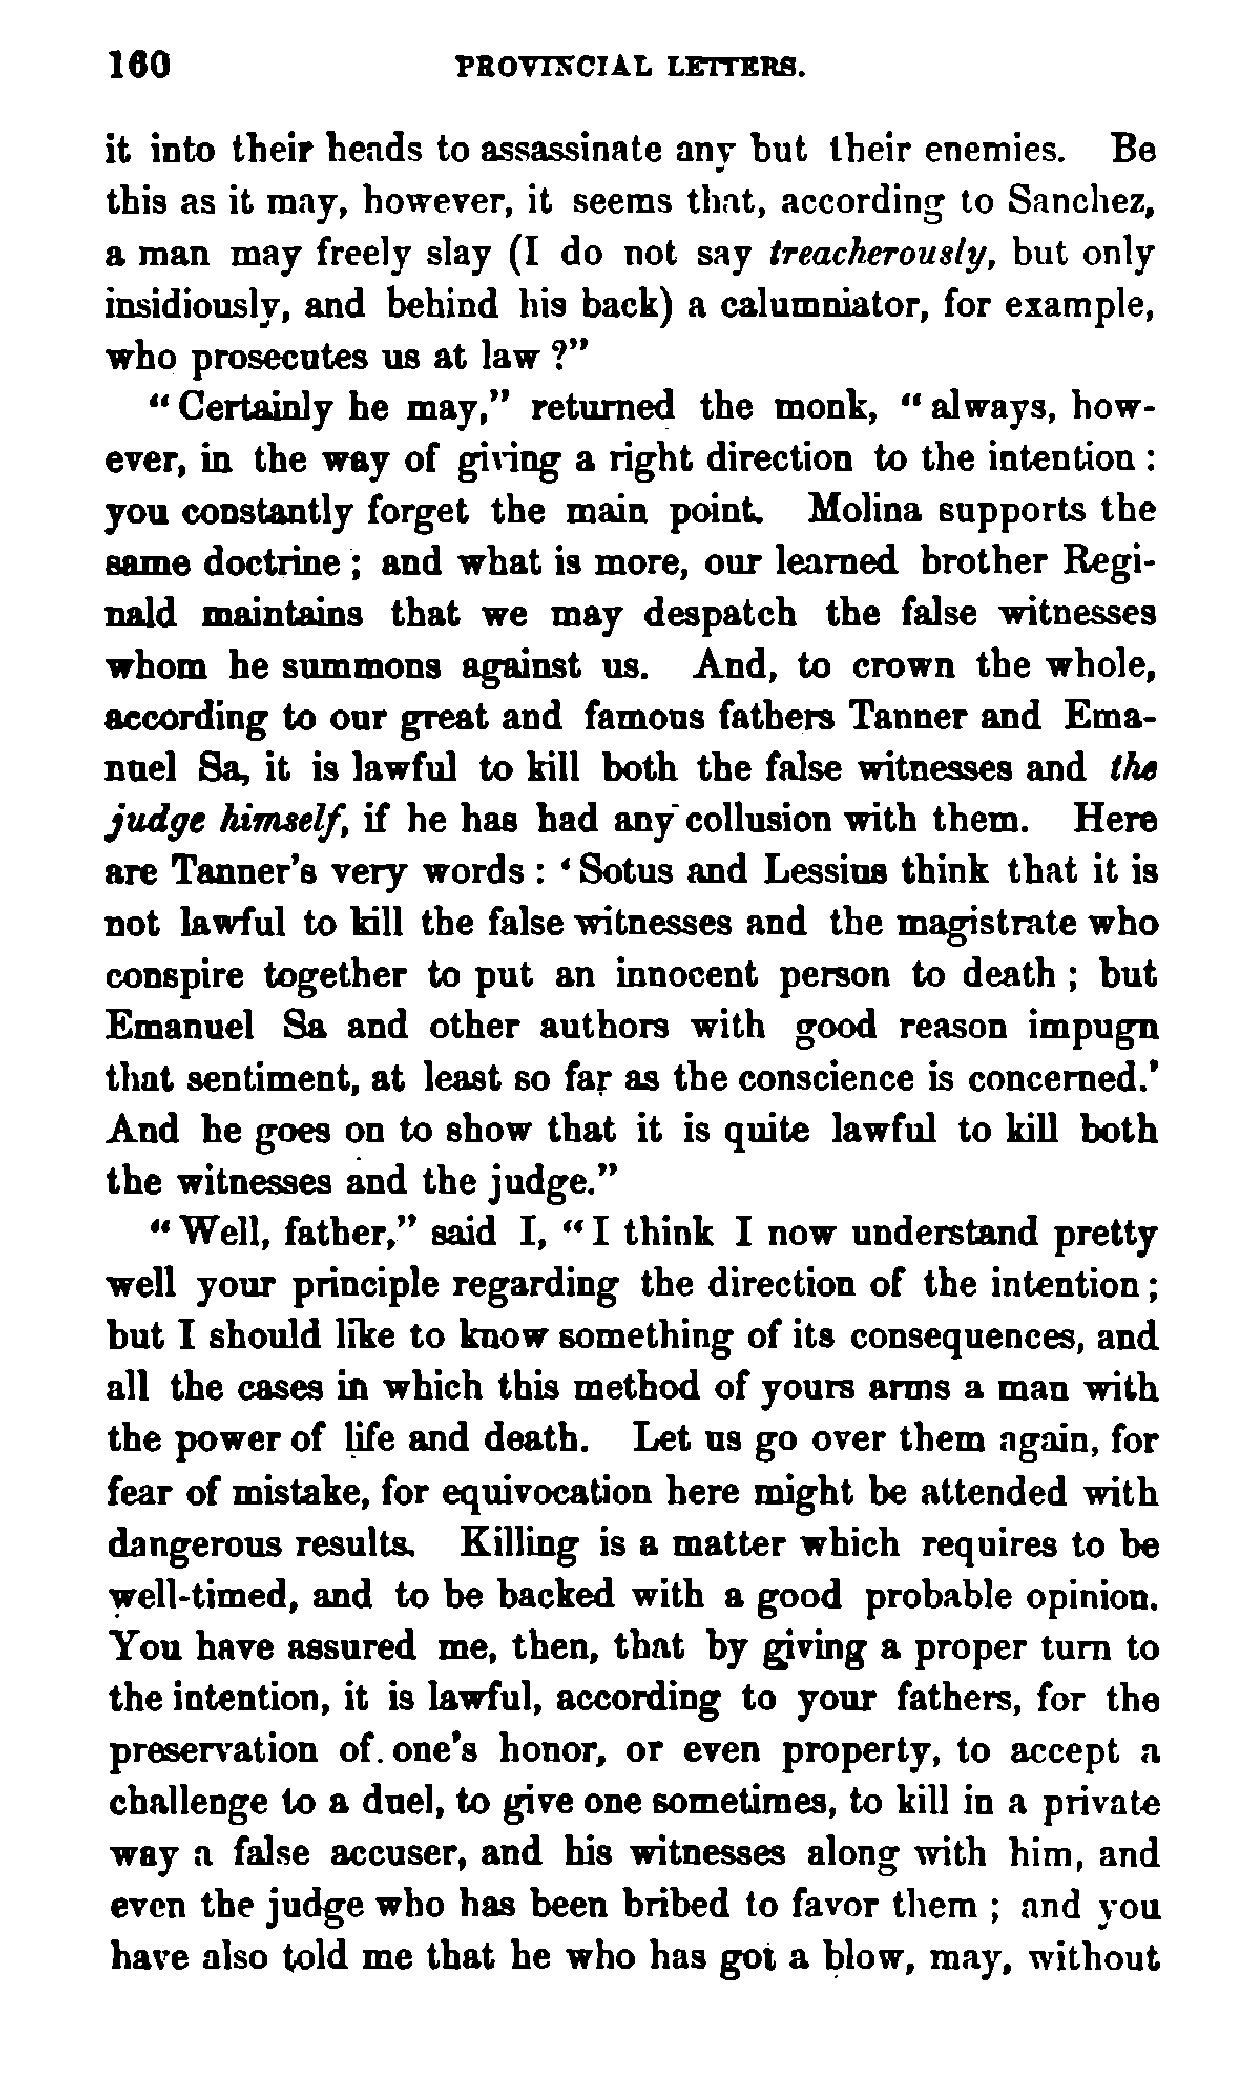 160 PROVINCIAL LETTERS.
it into their heads to assassinate any but their enemies. Be
this as it may, however, it seems that, according to Sanchez,
a man may freely slay (I do not say treacherously, but only
insidiously, and behind his back) a calumniator, for example,
who prosecutes us at law ?"
"Certainly he may," returned the monk, "always, how-
ever, in the way of giving a right direction to the intention :
you constantly forget the main point. Molina supports the
same doctrine ; and what is more, our learned brother Regi-
nald maintains that we may despatch the false witnesses
whom he summons against us. And, to crown the whole,
according to our great and famous fathers Tanner and Ema-
nuel Sa, it is lawful to kill both the false witnesses and the
judge himself, if he has had any collusion with them. Here
are Tanner's very words : 'Sotus and Lessius think that it is
not lawful to kill the false witnesses and the magistrate who
conspire together to put an innocent person to death ; but
Emanuel Sa and other authors with good reason impugn
that sentiment, at least so far as the conscience is concerned.'
And he goes on to show that it is quite lawful to kill both
the witnesses and the judge."
"Well, father," said I, "I think I now understand pretty
well your principle regarding the direction of the intention ;
but I should like to know something of its consequences, and
all the cases in which this method of yours arms a man with
the power of life and death. Let us go over them again, for
fear of mistake, for equivocation here might be attended with
dangerous results. Killing is a matter which requires to be
well-timed, and to be backed with a good probable opinion.
You have assured me, then, that by giving a proper turn to
the intention, it is lawful, according to your fathers, for the
preservation of one's honor, or even property, to accept a
challenge to a duel, to give one sometimes, to kill in a private
way a false accuser, and his witnesses along with him, and
even the judge who has been bribed to favor them ; and you
have also told me that he who has got a blow, may, without